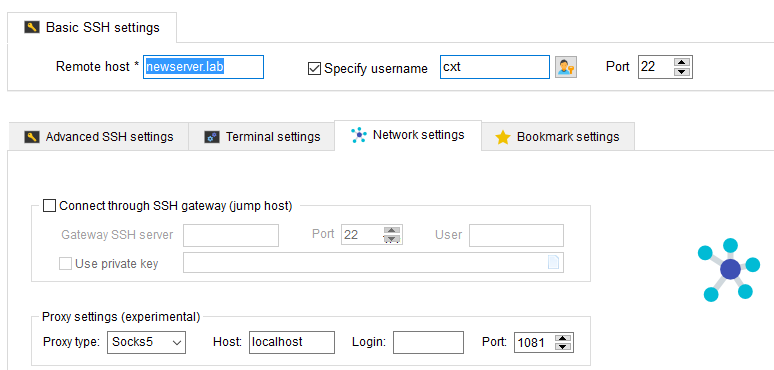 Basic SSH settings
Remote host * newserver.lab Specify username cxt Port 22
Advanced SSH settings Terminal settings Network settings Bookmark settings
Connect through SSH gateway (jump host)
Gateway SSH server Port 22 User
Use private key
Proxy settings (experimental)
Proxy type: Socks5 Host: localhost Login: Port: 1081